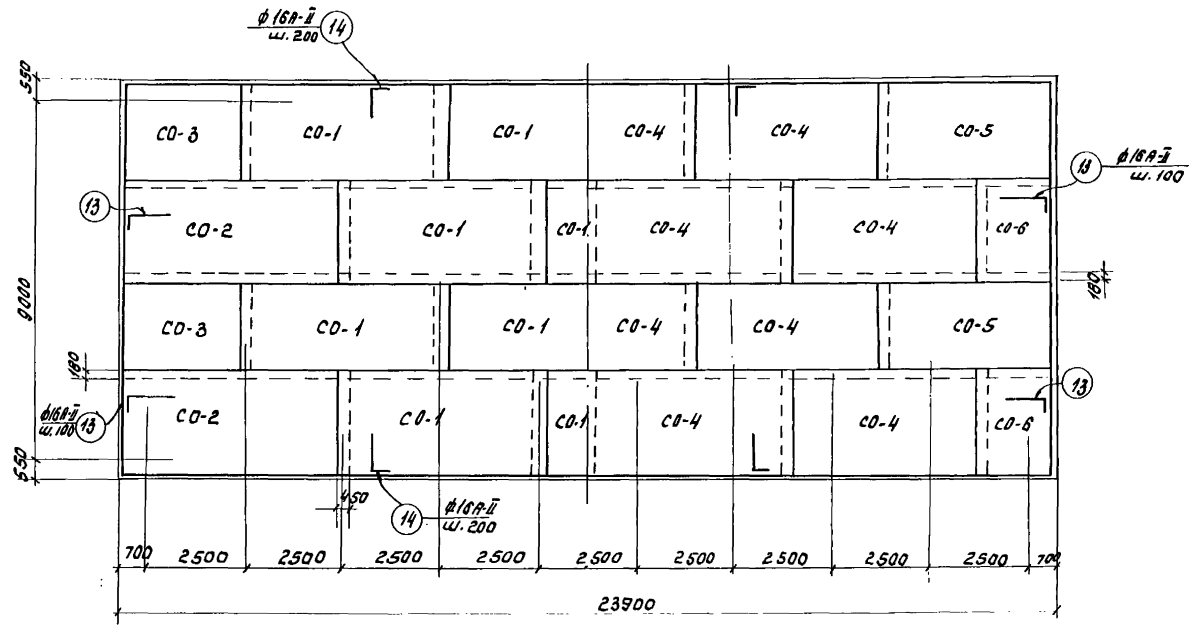 ф16А-II
ш. 200
14
550
СО-3 СО-1 СО-1 СО-4 СО-4 СО-5
13
ф16А-II
ш. 100
13
СО-2 СО-1 СО-1 СО-4 СО-4 СО-6
9000
180
СО-3 СО-1 СО-1 СО-4 СО-4 СО-5
180
13
ф16А-II
ш. 100
13
СО-2 СО-1 СО-1 СО-4 СО-4 СО-6
550
450
14
ф16А-II
ш. 200
700 2500 2500 2500 2500 2500 2500 2500 2500 2500 700
23900